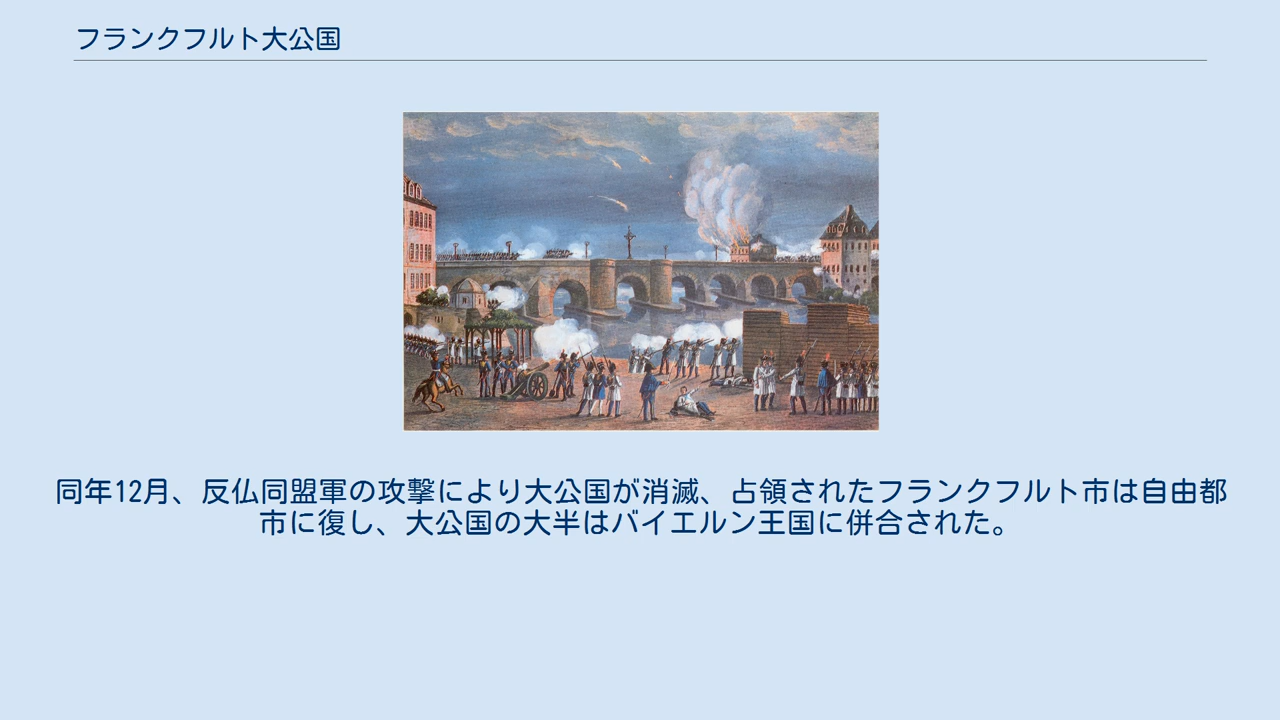 フランクフルト大公国
同年12月、反仏同盟軍の攻撃により大公国が消滅、占領されたフランクフルト市は自由都
市に復し、大公国の大半はバイエルン王国に併合された。